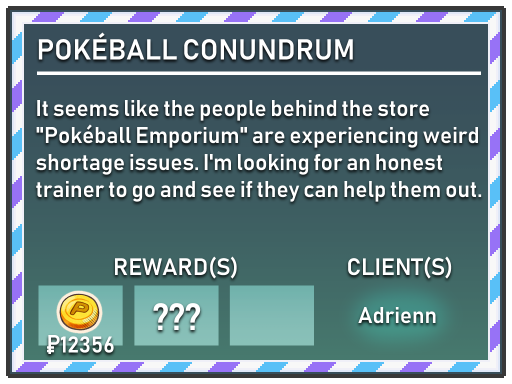 POKÉBALL CONUNDRUM
It seems like the people behind the store
"Pokéball Emporium" are experiencing weird
shortage issues. I'm looking for an honest
trainer to go and see if they can help them out.
REWARD(S)
CLIENT(S)
P
₽12356
???
Adrienn